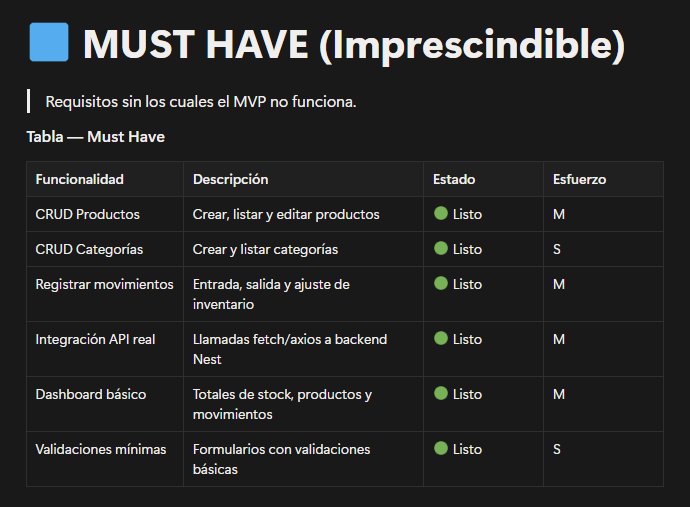 MUST HAVE (Imprescindible)
Requisitos sin los cuales el MVP no funciona.
Tabla — Must Have
Funcionalidad Descripción Estado Esfuerzo
CRUD Productos Crear, listar y editar productos Listo M
CRUD Categorías Crear y listar categorías Listo S
Registrar movimientos Entrada, salida y ajuste de Listo M
inventario
Integración API real Llamadas fetch/axios a backend Listo M
Nest
Dashboard básico Totales de stock, productos y Listo M
movimientos
Validaciones mínimas Formularios con validaciones Listo S
básicas